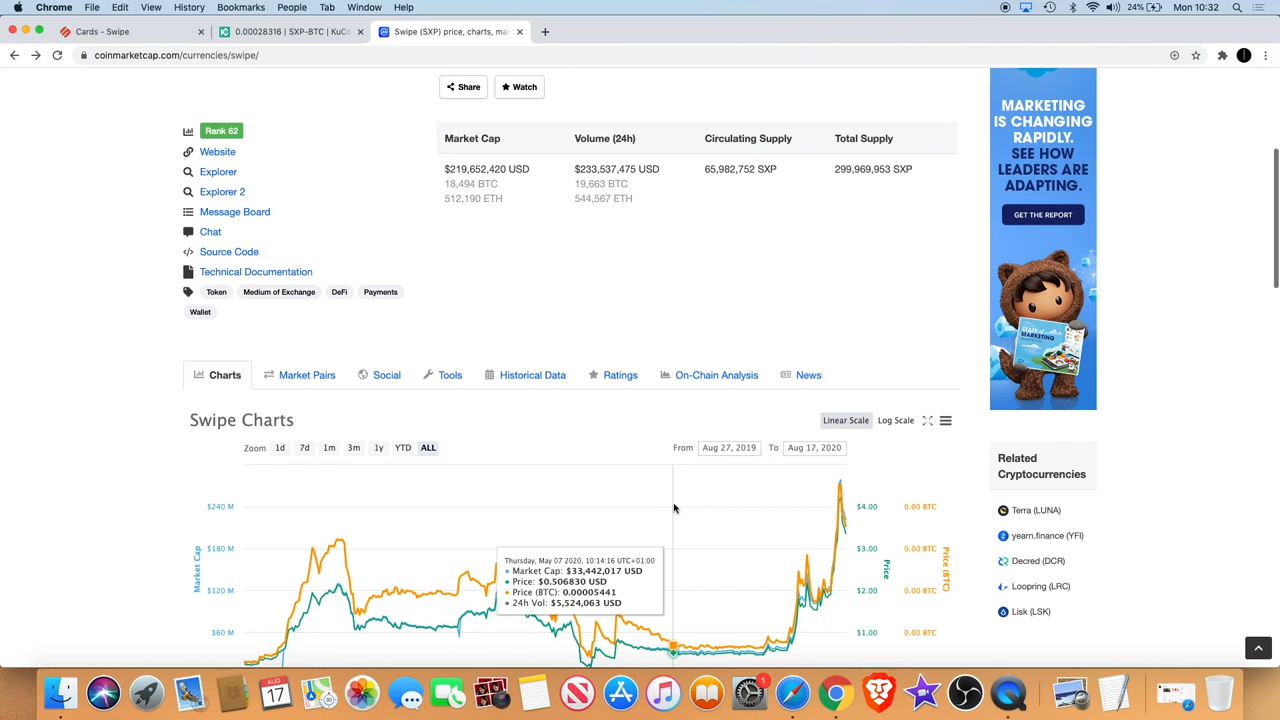 Chrome File Edit View History Bookmarks People Tab Window Help 24% Mon 10:32
Cards - Swipe
0.00028316 | SXP-BTC | KuCo
Swipe (SXP) price, charts, mar
coinmarketcap.com/currencies/swipe/
Share Watch
Rank 62
Website
Explorer
Explorer 2
Message Board
Chat
Source Code
Technical Documentation
Token Medium of Exchange DeFi Payments
Wallet
Market Cap Volume (24h) Circulating Supply Total Supply
$219,652,420 USD $233,537,475 USD 65,982,752 SXP 299,969,953 SXP
18,494 BTC 19,663 BTC
512,190 ETH 544,567 ETH
MARKETING
IS CHANGING
RAPIDLY.
SEE HOW
LEADERS ARE
ADAPTING.
GET THE REPORT
STATE of
MARKETING
Charts Market Pairs Social Tools Historical Data Ratings On-Chain Analysis News
Swipe Charts
Linear Scale Log Scale
Zoom 1d 7d 1m 3m 1y YTD ALL
From Aug 27, 2019 To Aug 17, 2020
$240 M $4.00 0.00 BTC
$180 M $3.00 0.00 BTC
$120 M $2.00 0.00 BTC
$60 M $1.00 0.00 BTC
Market Cap
Price
Price (BTC)
Thursday, May 07 2020, 10:14:16 UTC+01:00
Market Cap: $33,442,017 USD
Price: $0.506830 USD
Price (BTC): 0.00005441
24h Vol: $5,524,063 USD
Related
Cryptocurrencies
Terra (LUNA)
yearn.finance (YFI)
Decred (DCR)
Loopring (LRC)
Lisk (LSK)
AUG
17
1